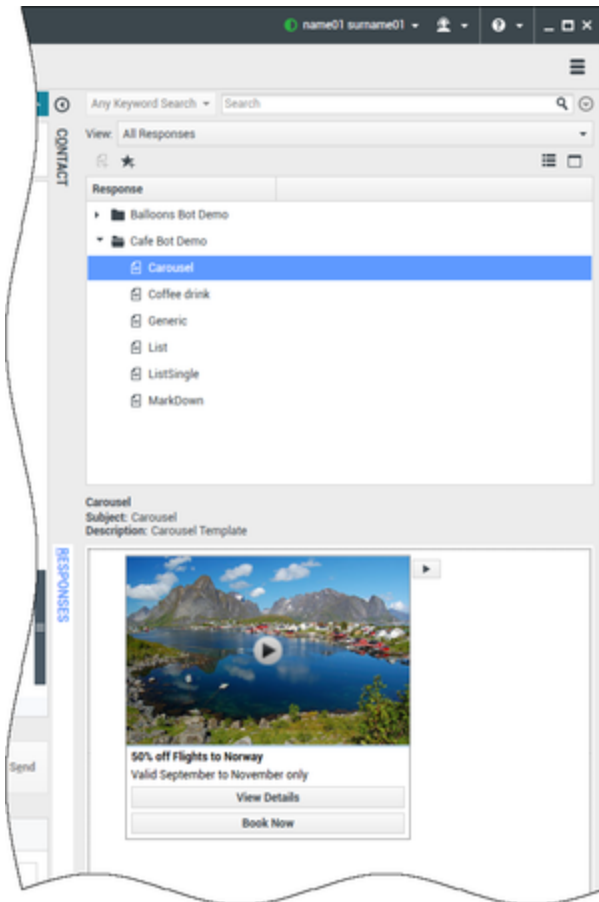 name01 surname01
Any Keyword Search Search
View: All Responses
CONTACT
Response
Balloons Bot Demo
Cafe Bot Demo
Carousel
Coffee drink
Generic
List
ListSingle
MarkDown
Carousel
Subject: Carousel
Description: Carousel Template
RESPONSES
50% off Flights to Norway
Valid September to November only
Send
View Details
Book Now